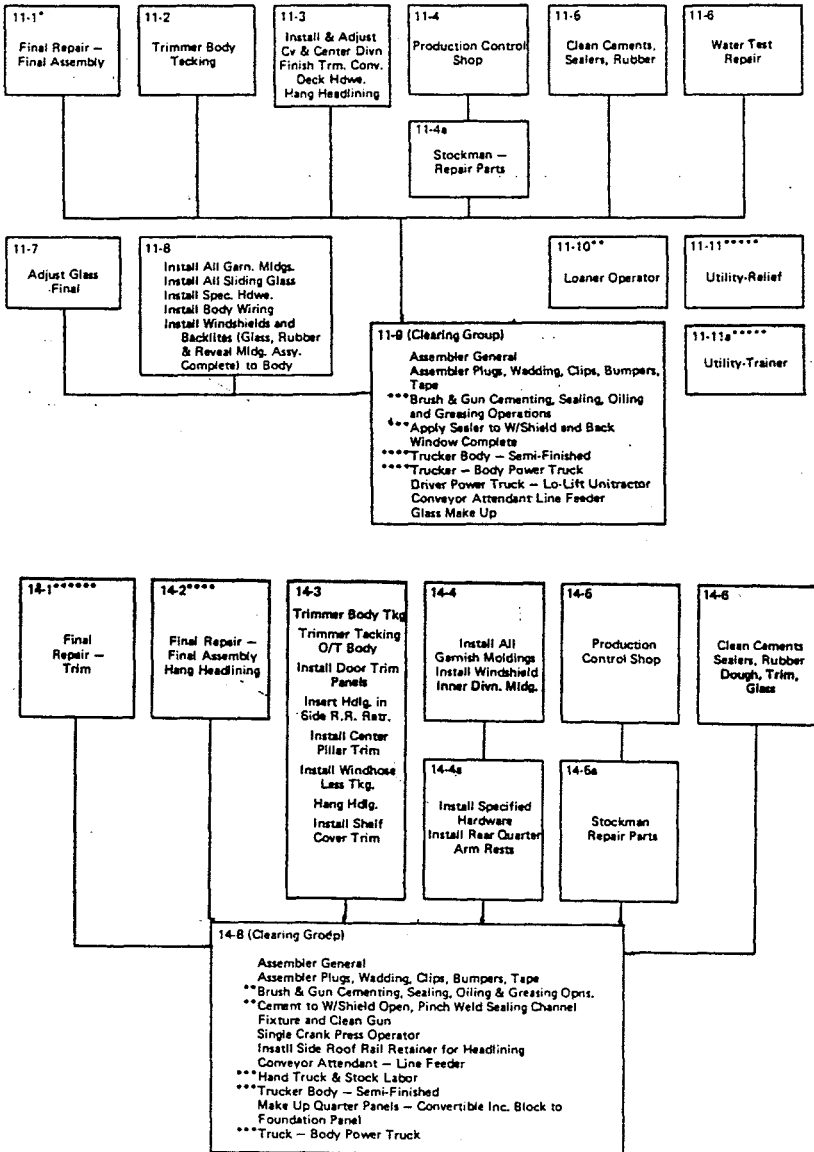 11-1*
Final Repair —
Final Assembly
11-2
Trimmer Body
Tacking
11-3
Install & Adjust
Cv & Center Divn
Finish Trm. Conv.
Deck Hdwe.
Hang Headlining
11-4
Production Control
Shop
11-5
Clean Cements,
Sealers, Rubber
11-6
Water Test
Repair
11-4a
Stockman —
Repair Parts
11-7
Adjust Glass
Final
11-8
Install All Garn. Mldgs.
Install All Sliding Glass
Install Spec. Hdwe.
Install Body Wiring
Install Windshields and
Backlites (Glass, Rubber
& Reveal Mldg. Assy.
Complete) to Body
11-10**
Loaner Operator
11-11*****
Utility-Relief
11-11a*****
Utility-Trainer
11-9 (Clearing Group)
Assembler General
Assembler Plugs, Wadding, Clips, Bumpers,
Tape
***Brush & Gun Cementing, Sealing, Oiling
and Greasing Operations
***Apply Sealer to W/Shield and Back
Window Complete
****Trucker Body — Semi-Finished
****Trucker — Body Power Truck
Driver Power Truck — Lo-Lift Unitractor
Conveyor Attendant Line Feeder
Glass Make Up
14-1******
Final
Repair —
Trim
14-2****
Final Repair —
Final Assembly
Hang Headlining
14-3
Trimmer Body Tkg
Trimmer Tacking
O/T Body
Install Door Trim
Panels
Insert Hdlg. in
Side R.R. Retr.
Install Center
Pillar Trim
Install Windhose
Less Tkg.
Hang Hdlg.
Install Shelf
Cover Trim
14-4
Install All
Garnish Moldings
Install Windshield
Inner Divn. Mldg.
14-5
Production
Control Shop
14-6
Clean Cements
Sealers, Rubber
Dough, Trim,
Glass
14-4a
Install Specified
Hardware
Install Rear Quarter
Arm Rests
14-5a
Stockman
Repair Parts
14-8 (Clearing Groep)
Assembler General
Assembler Plugs, Wadding, Clips, Bumpers, Tape
**Brush & Gun Cementing, Sealing, Oiling & Greasing Opns.
**Cement to W/Shield Open, Pinch Weld Sealing Channel
Fixture and Clean Gun
Single Crank Press Operator
Insatll Side Roof Rail Retainer for Headlining
Conveyor Attendant — Line Feeder
***Hand Truck & Stock Labor
***Trucker Body — Semi-Finished
Make Up Quarter Panels — Convertible Inc. Block to
Foundation Panel
***Truck — Body Power Truck